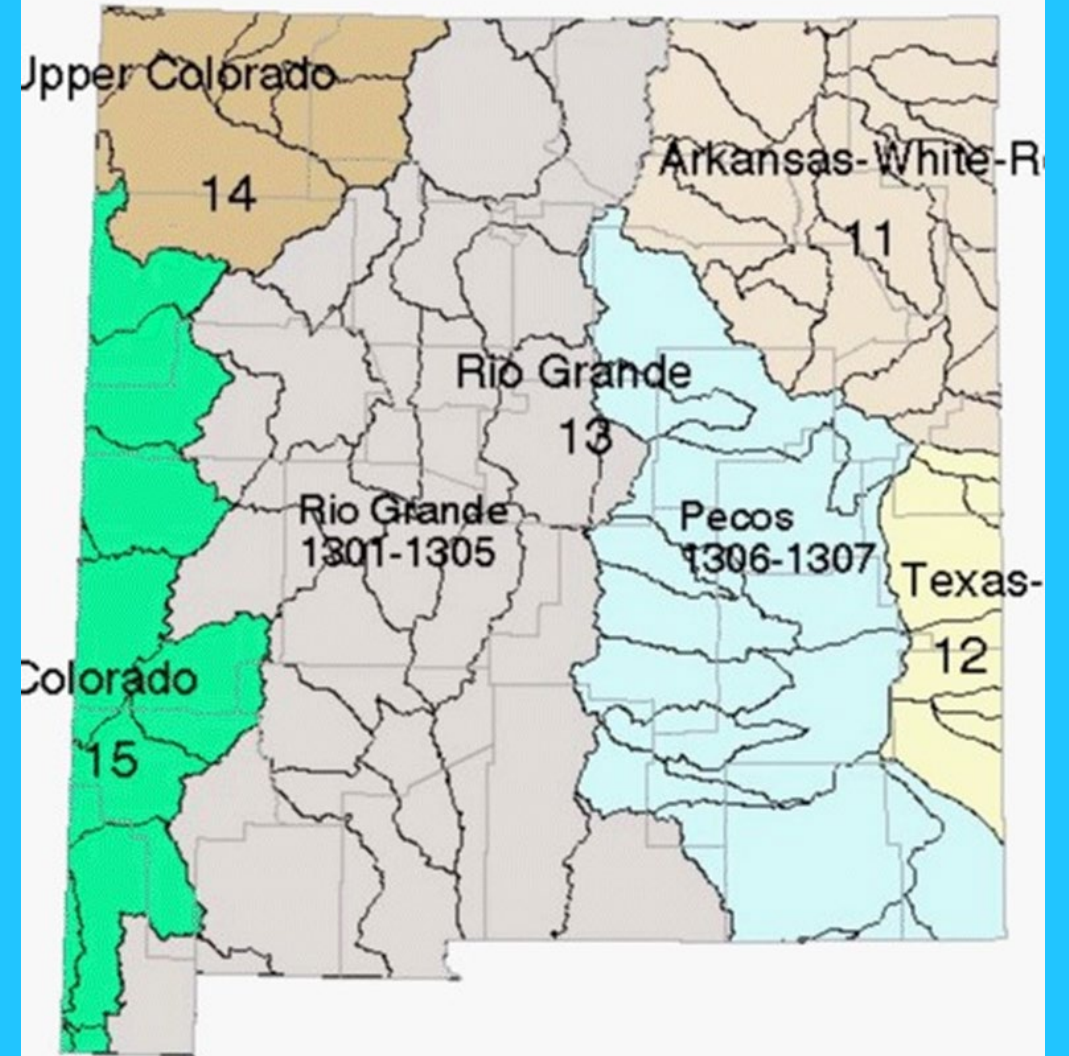 Upper Colorado
14
Arkansas-White-R
11
Rio Grande
13
Rio Grande
1301-1305
Pecos
1306-1307
Texas-
12
Colorado
15